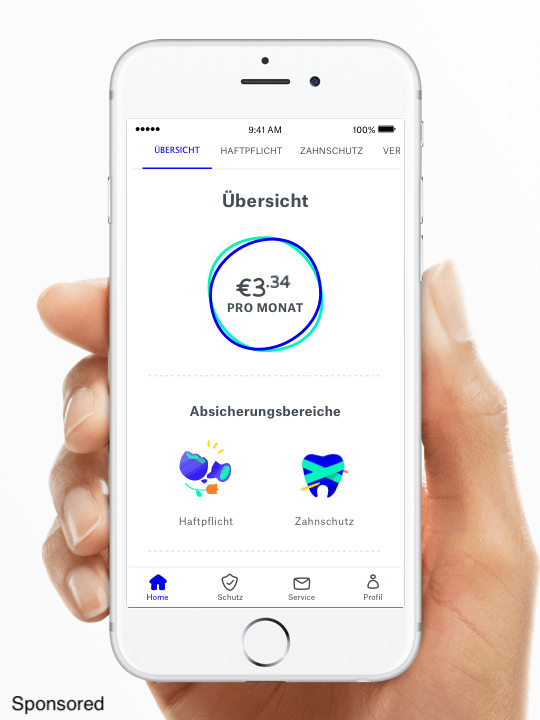 9:41 AM
100%
ÜBERSICHT
HAFTPFLICHT
ZAHNSCHUTZ
VER
Übersicht
€3.34
PRO MONAT
Absicherungsbereiche
Haftpflicht
Zahnschutz
Home
Schutz
Service
Profil
Sponsored